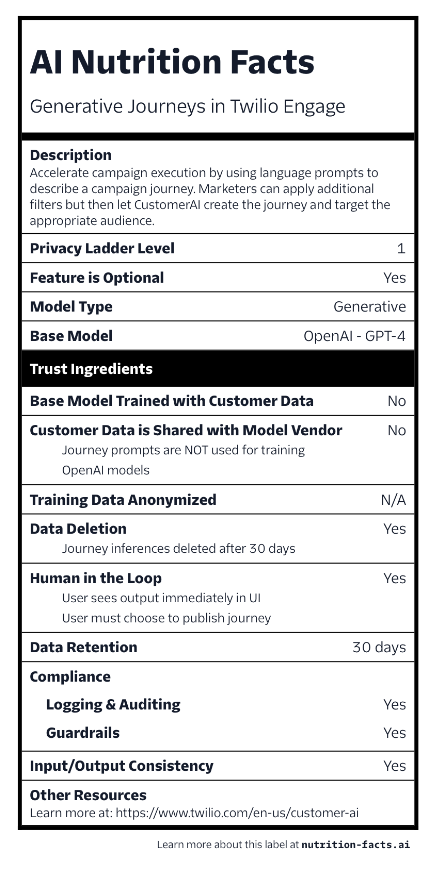 AI Nutrition Facts
Generative Journeys in Twilio Engage
Description
Accelerate campaign execution by using language prompts to
describe a campaign journey. Marketers can apply additional
filters but then let CustomerAI create the journey and target the
appropriate audience.
Privacy Ladder Level 1
Feature is Optional Yes
Model Type Generative
Base Model OpenAI - GPT-4
Trust Ingredients
Base Model Trained with Customer Data No
Customer Data is Shared with Model Vendor No
Journey prompts are NOT used for training
OpenAI models
Training Data Anonymized N/A
Data Deletion Yes
Journey inferences deleted after 30 days
Human in the Loop Yes
User sees output immediately in UI
User must choose to publish journey
Data Retention 30 days
Compliance
Logging & Auditing Yes
Guardrails Yes
Input/Output Consistency Yes
Other Resources
Learn more at: https://www.twilio.com/en-us/customer-ai
Learn more about this label at nutrition-facts.ai